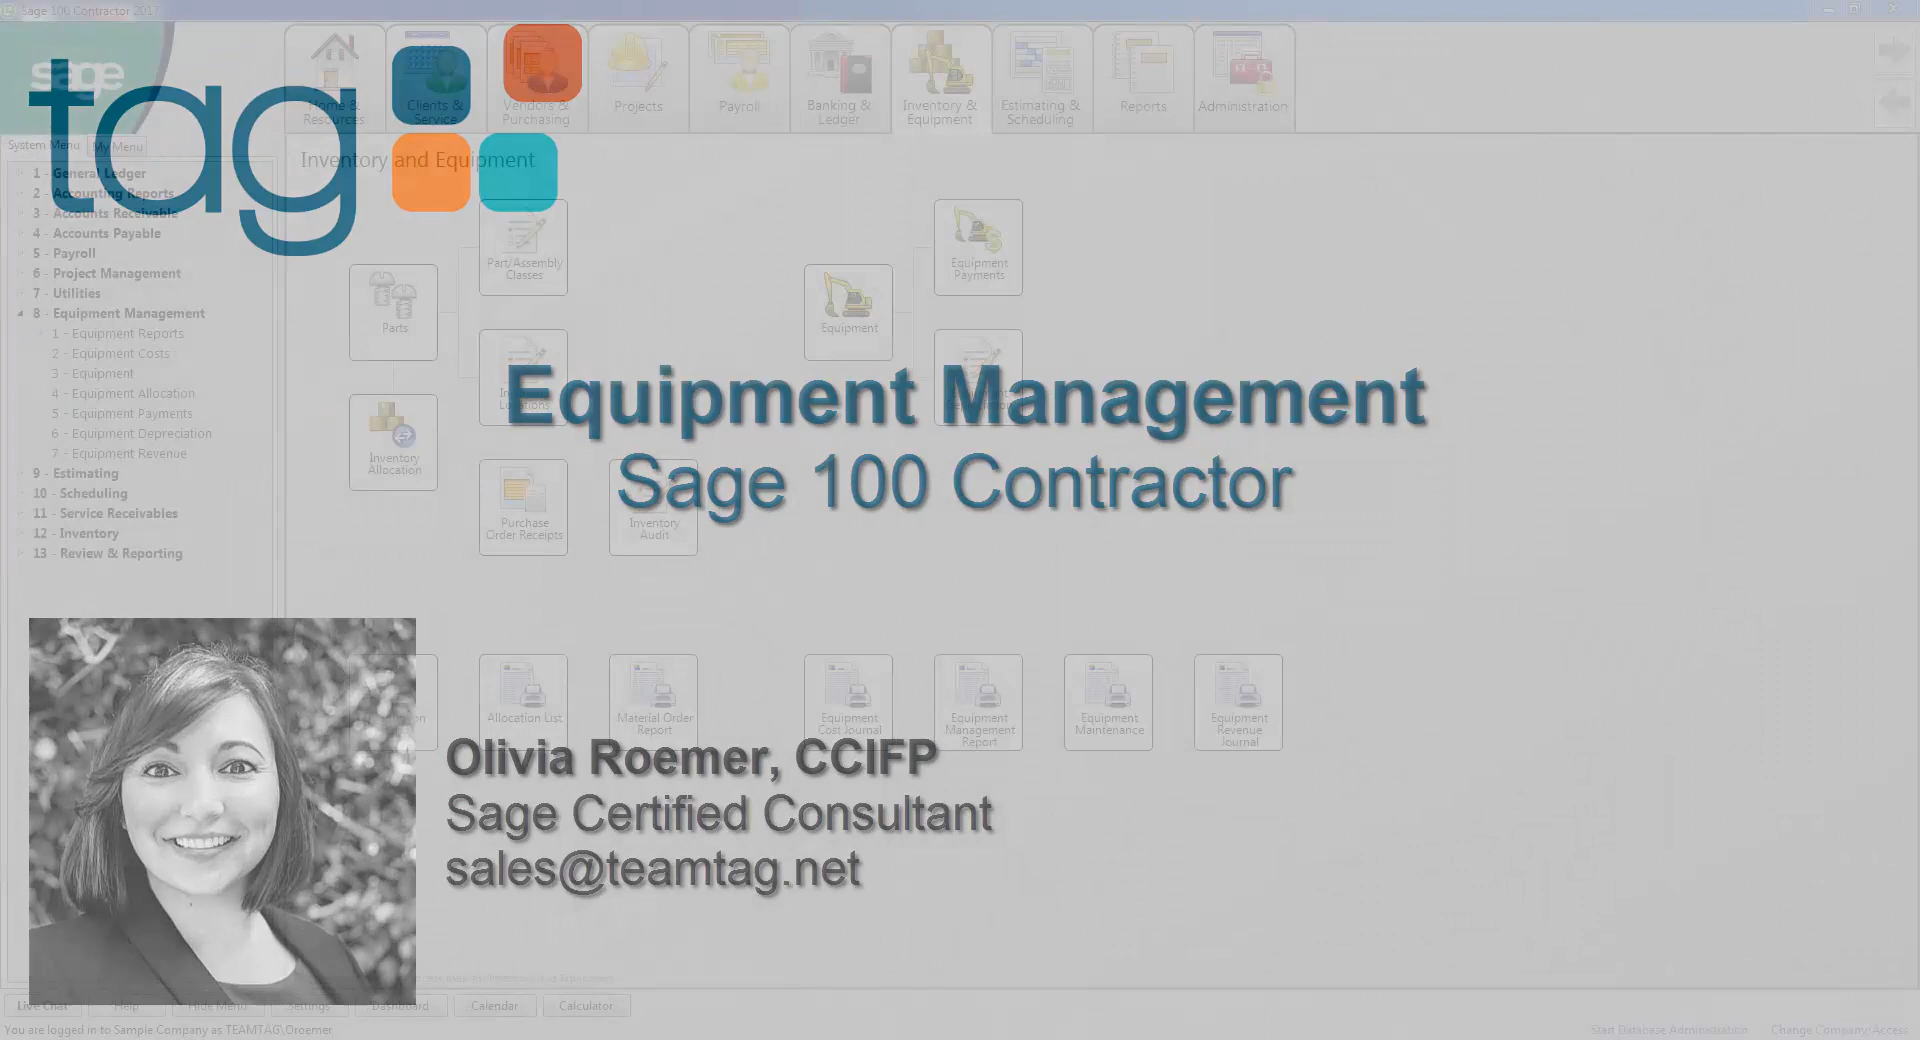 Sage 100 Contractor 2017
sage
tag
Home &
Resources
Clients &
Service
Vendors &
Purchasing
Projects
Payroll
Banking &
Ledger
Inventory &
Equipment
Estimating &
Scheduling
Reports
Administration
System Menu
My Menu
1 - General Ledger
2 - Accounting Reports
3 - Accounts Receivable
4 - Accounts Payable
5 - Payroll
6 - Project Management
7 - Utilities
8 - Equipment Management
1 - Equipment Reports
2 - Equipment Costs
3 - Equipment
4 - Equipment Allocation
5 - Equipment Payments
6 - Equipment Depreciation
7 - Equipment Revenue
9 - Estimating
10 - Scheduling
11 - Service Receivables
12 - Inventory
13 - Review & Reporting
Inventory and Equipment
Part/Assembly
Classes
Parts
Locations
Inventory
Allocation
Purchase
Order Receipts
Inventory
Audit
Equipment
Payments
Equipment
Equipment Management
Sage 100 Contractor
Allocation List
Material Order
Report
Equipment
Cost Journal
Equipment
Management
Report
Equipment
Maintenance
Equipment
Revenue
Journal
Olivia Roemer, CCIFP
Sage Certified Consultant
sales@teamtag.net
Live Chat
Help
Hide Menu
Settings
Dashboard
Calendar
Calculator
You are logged in to Sample Company as TEAMTAG\Oroemer
Start Database Administration
Change Company Access